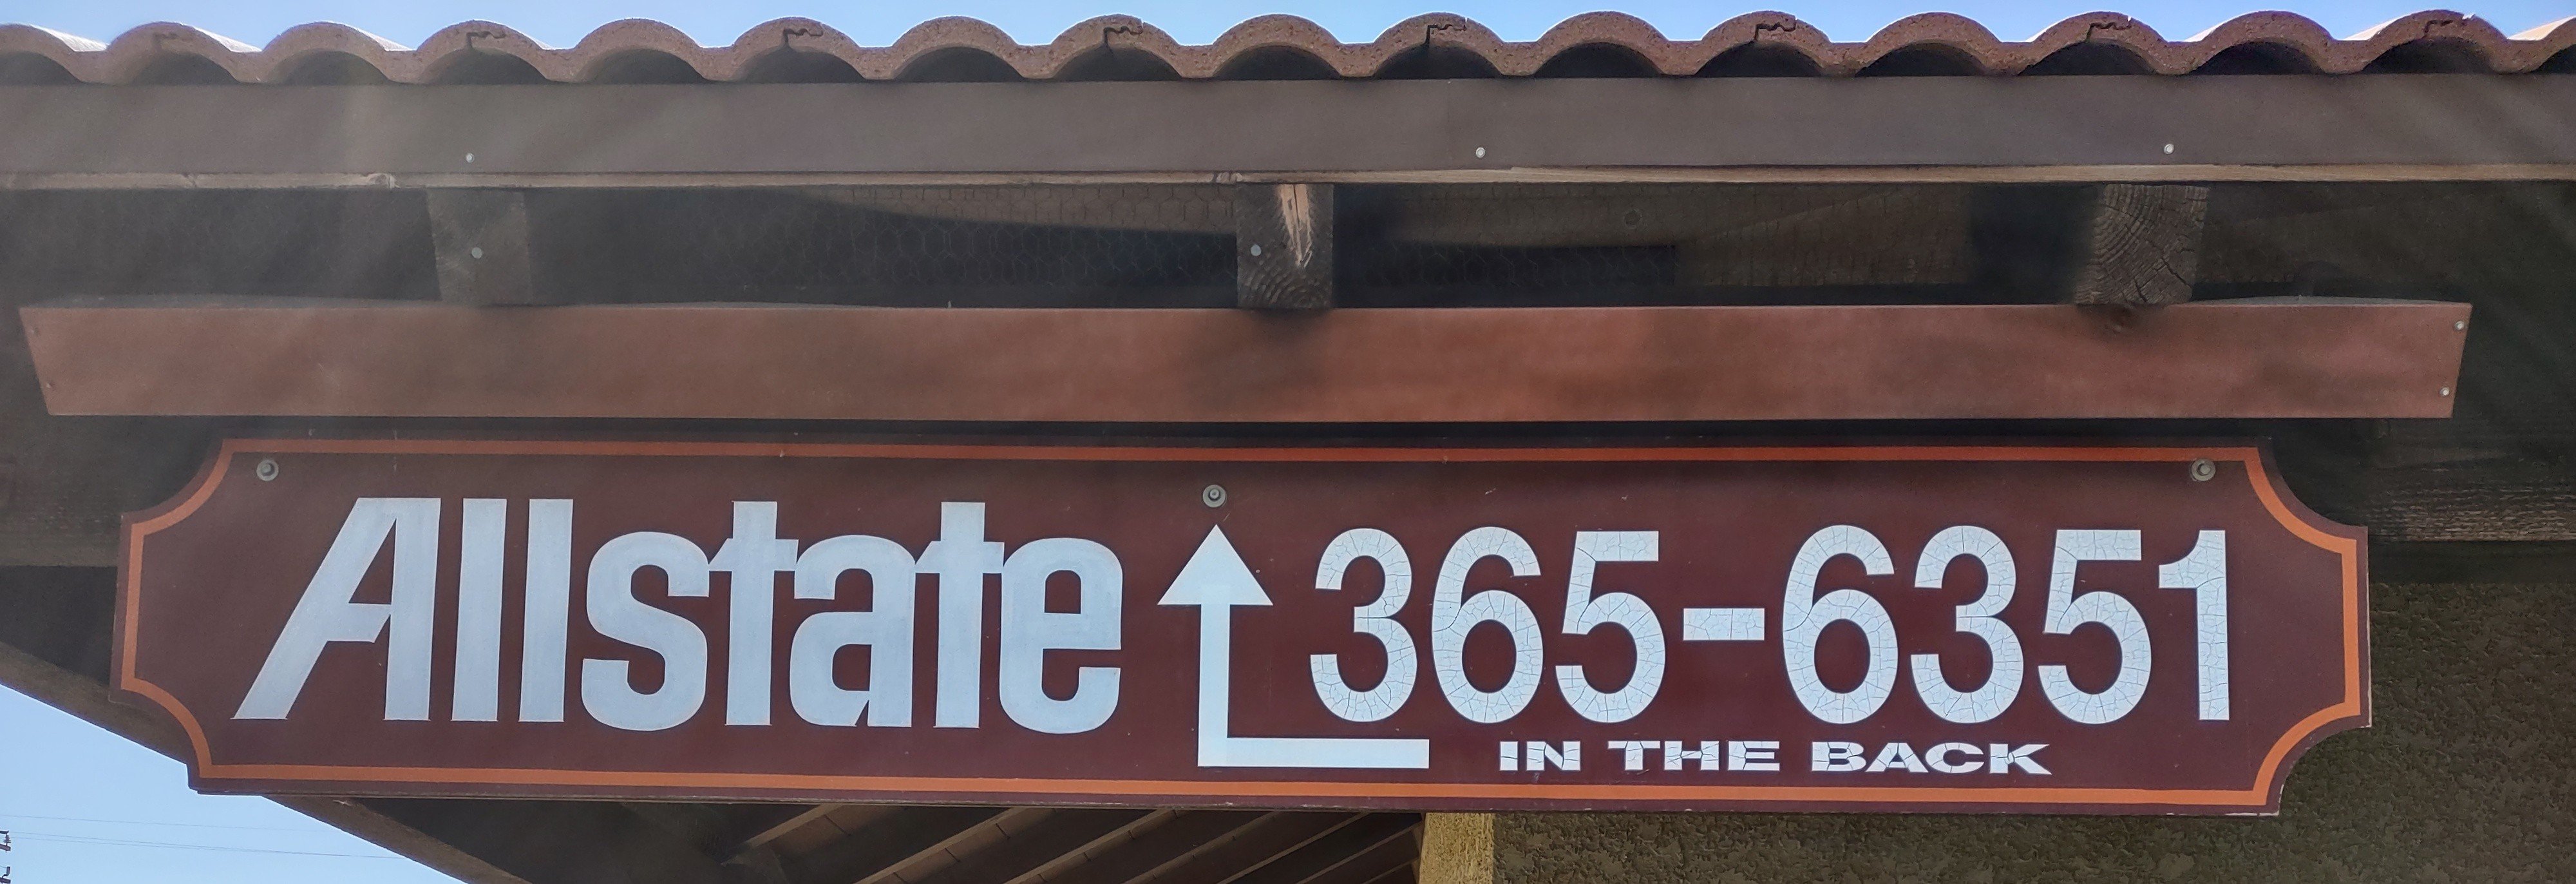 Allstate 365-6351
IN THE BACK